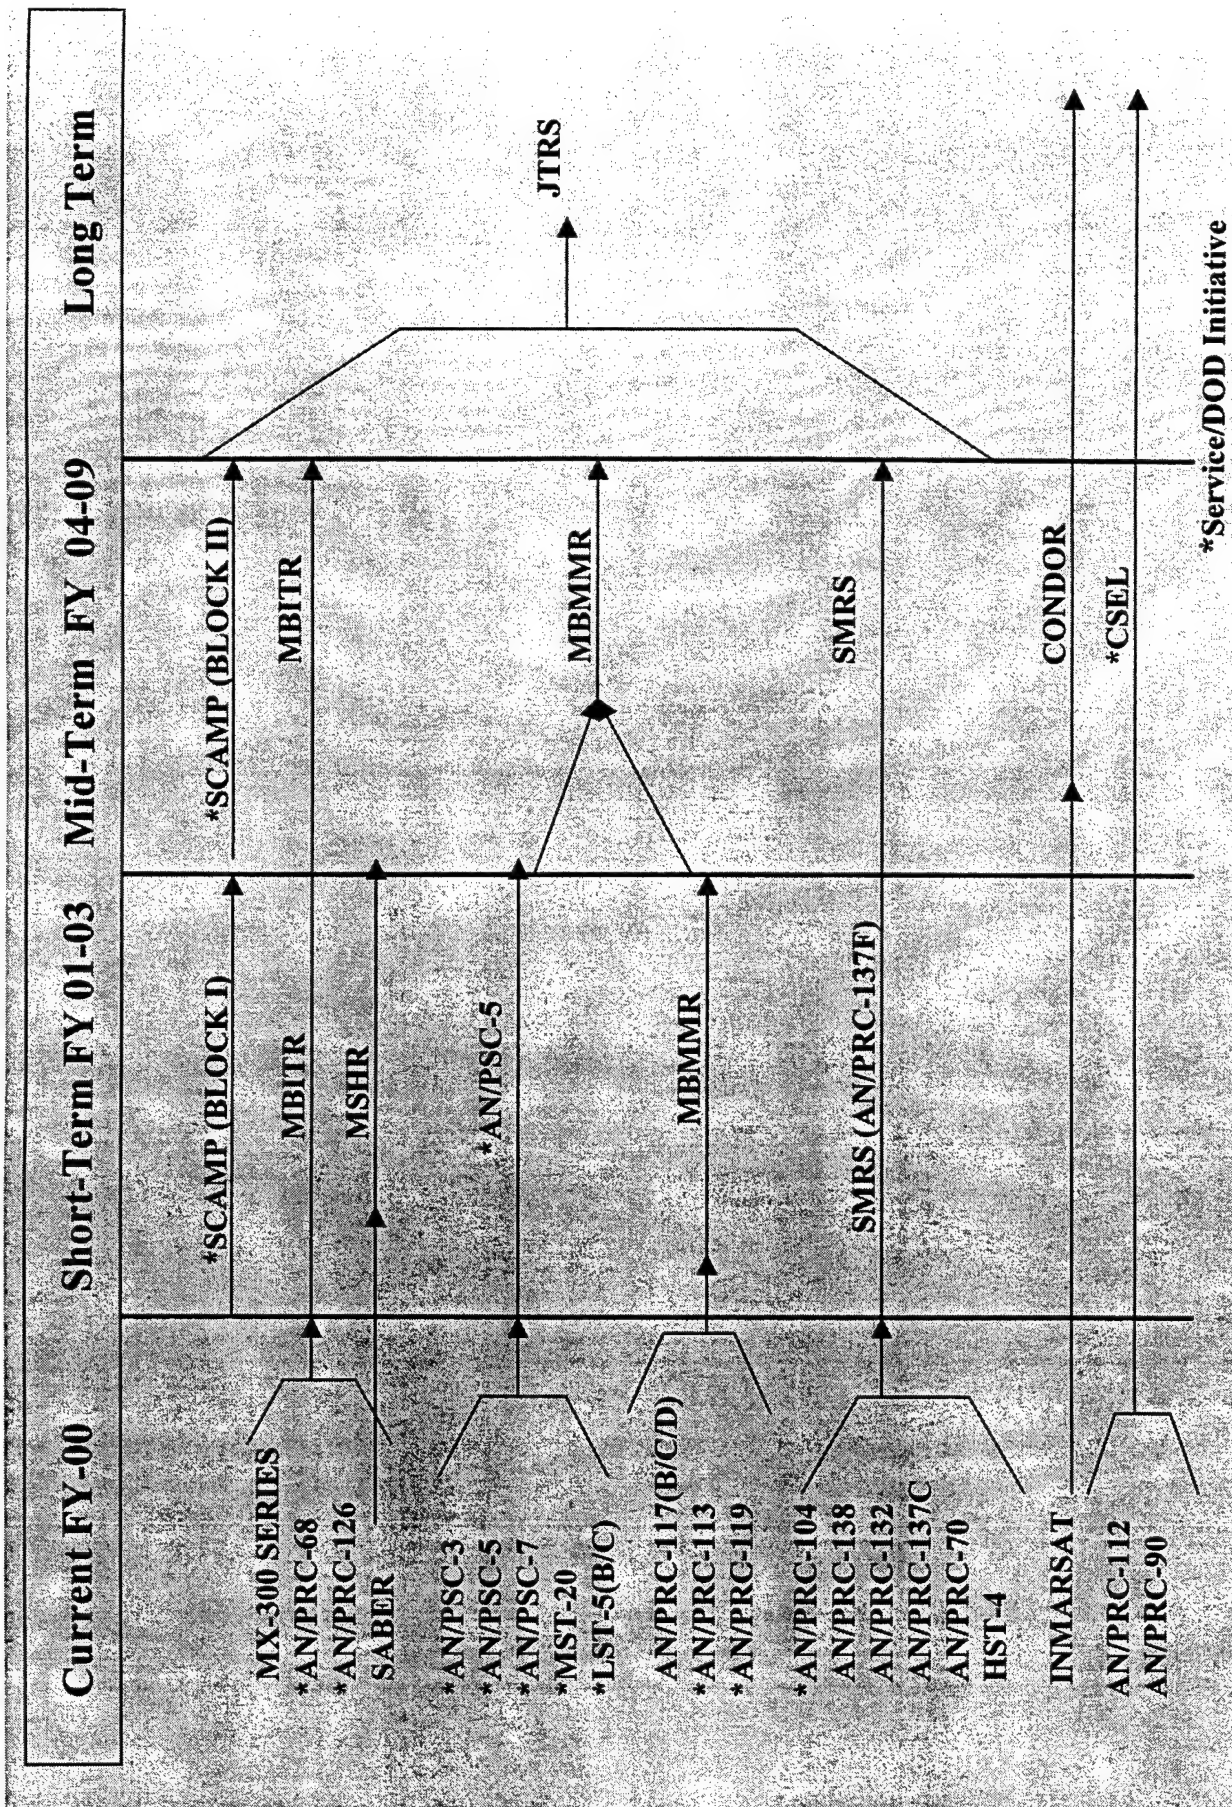 Current FY-00 Short-Term FY 01-03 Mid-Term FY 04-09 Long Term
*SCAMP (BLOCK I) *SCAMP (BLOCK II)
MX-300 SERIES
*AN/PRC-68 MBITR MBITR
*AN/PRC-126
SABER MSHR
*AN/PSC-3
*AN/PSC-5
*AN/PSC-7
*MST-20
*LST-5(B/C)
*AN/PSC-5
JTRS
MBMMR
AN/PRC-117(B/C/D)
*AN/PRC-113
*AN/PRC-119
MBMMR
*AN/PRC-104
AN/PRC-138
AN/PRC-132
AN/PRC-137C
AN/PRC-70
HST-4
SMRS (AN/PRC-137F) SMRS
INMARSAT CONDOR
AN/PRC-112
AN/PRC-90
*CSEL
*Service/DOD Initiative